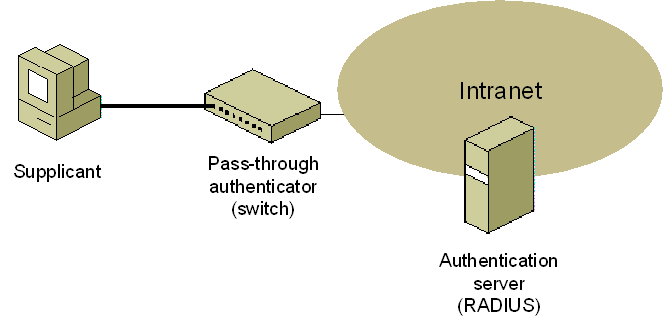 Intranet
Supplicant
Pass-through
authenticator
(switch)
Authentication
server
(RADIUS)